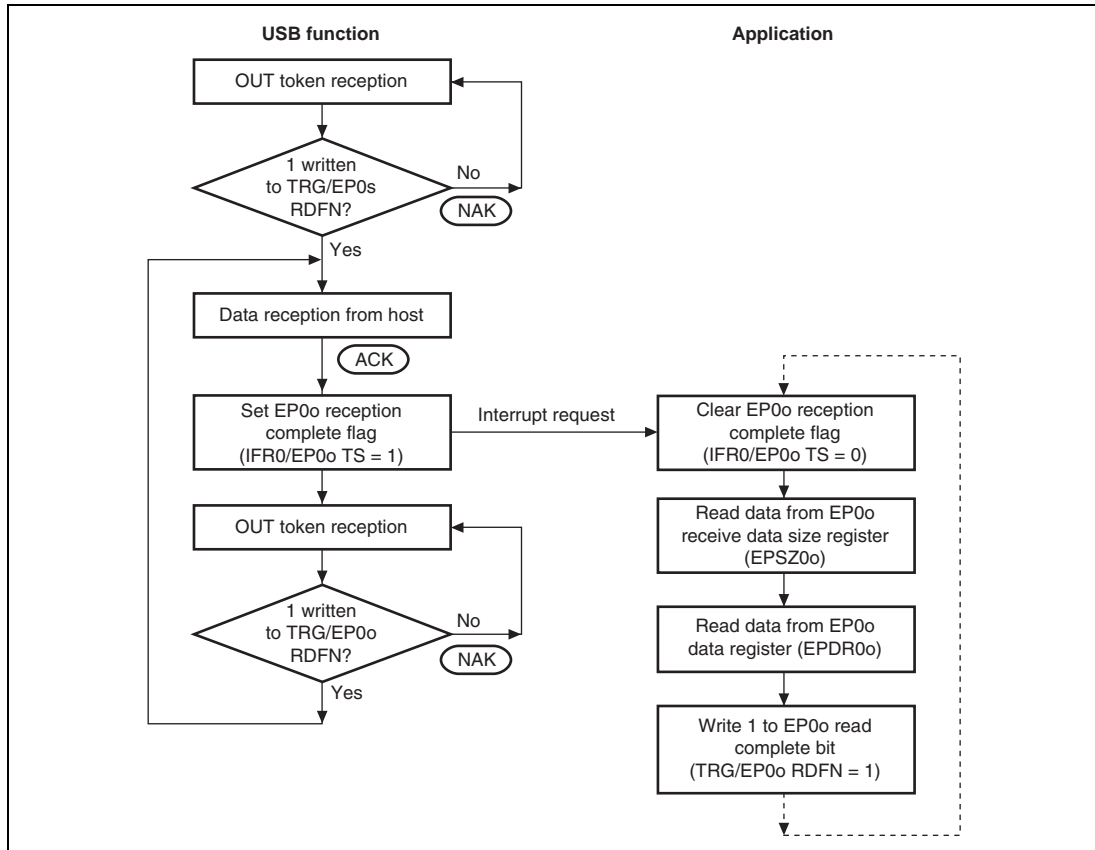 USB function
Application
OUT token reception
1 written
to TRG/EP0s
RDFN?
No
NAK
Yes
Data reception from host
ACK
Set EP0o reception
complete flag
(IFR0/EP0o TS = 1)
Interrupt request
Clear EP0o reception
complete flag
(IFR0/EP0o TS = 0)
OUT token reception
Read data from EP0o
receive data size register
(EPSZ0o)
1 written
to TRG/EP0o
RDFN?
No
NAK
Yes
Read data from EP0o
data register (EPDR0o)
Write 1 to EP0o read
complete bit
(TRG/EP0o RDFN = 1)